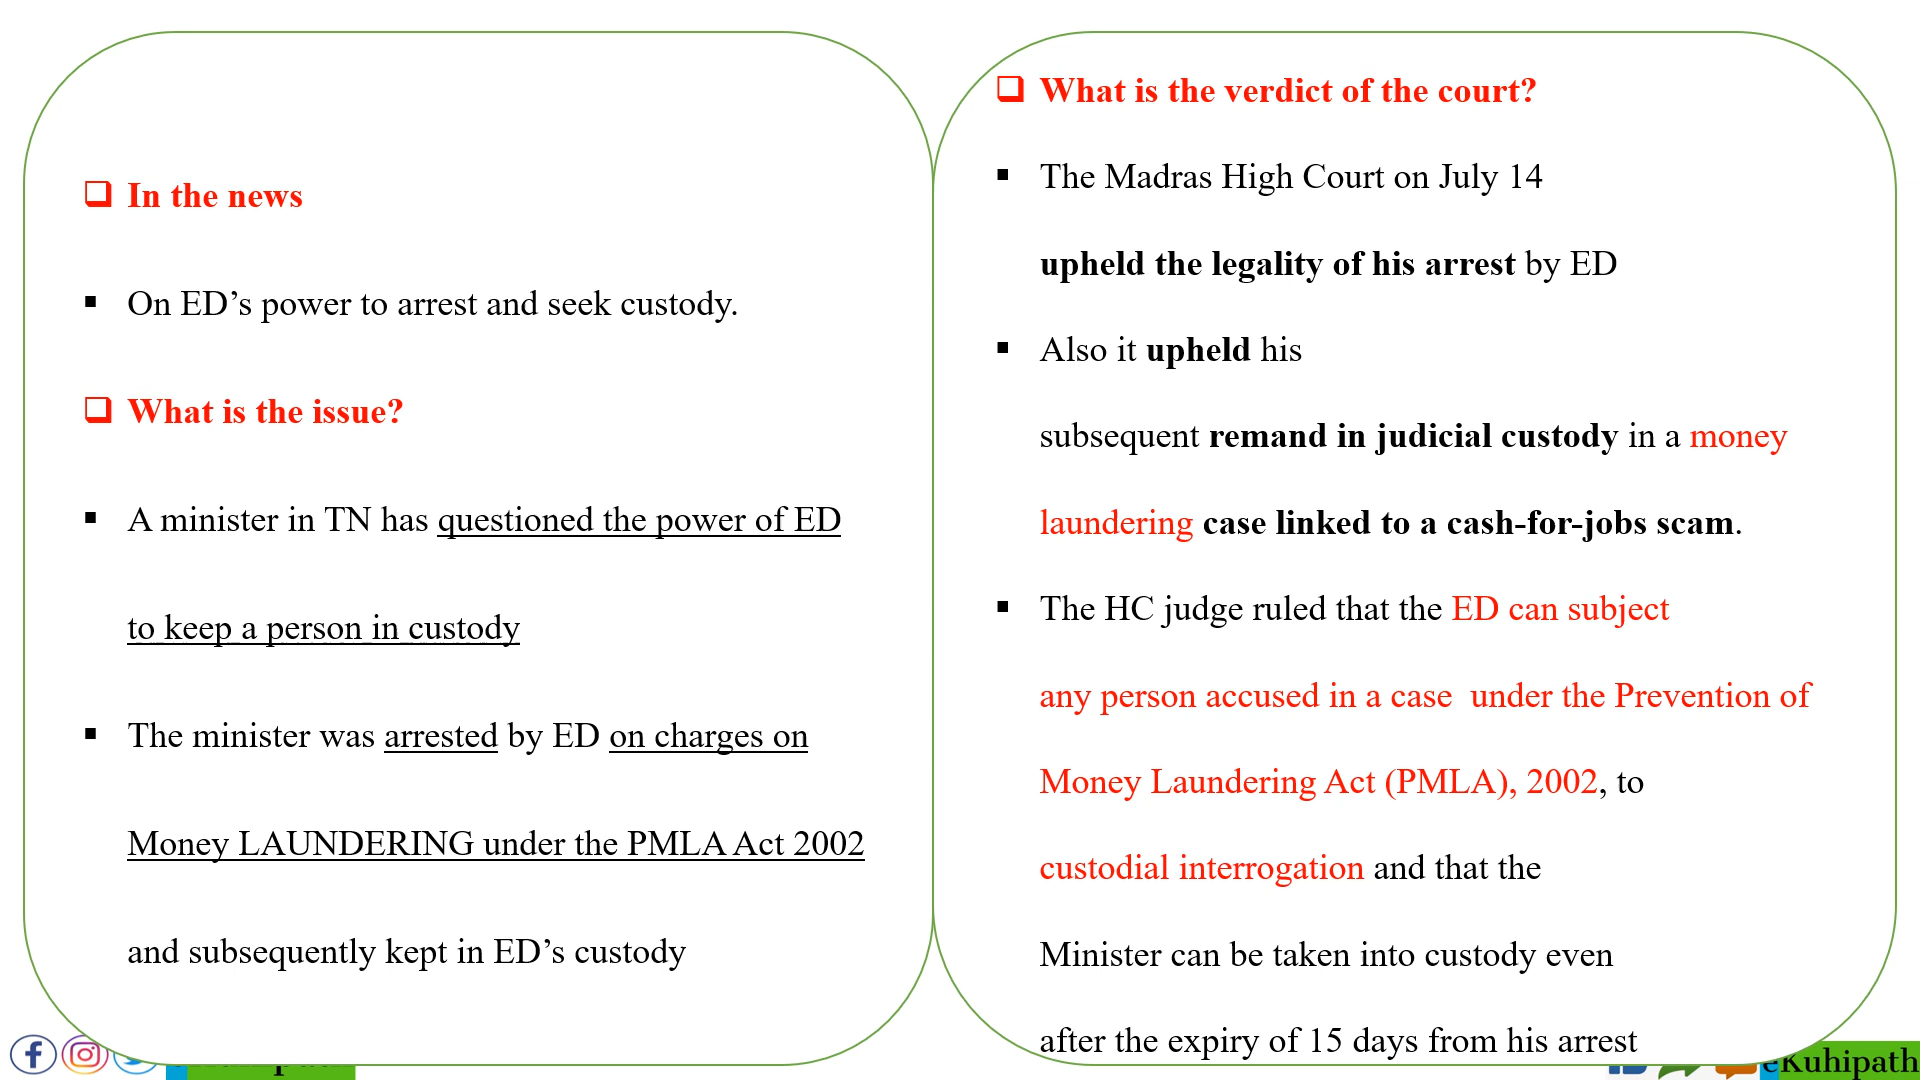 In the news
On ED’s power to arrest and seek custody.
What is the issue?
A minister in TN has questioned the power of ED
to keep a person in custody
The minister was arrested by ED on charges on
Money LAUNDERING under the PMLA Act 2002
and subsequently kept in ED’s custody
What is the verdict of the court?
The Madras High Court on July 14
upheld the legality of his arrest by ED
Also it upheld his
subsequent remand in judicial custody in a money
laundering case linked to a cash-for-jobs scam.
The HC judge ruled that the ED can subject
any person accused in a case under the Prevention of
Money Laundering Act (PMLA), 2002, to
custodial interrogation and that the
Minister can be taken into custody even
after the expiry of 15 days from his arrest
eKuhipath